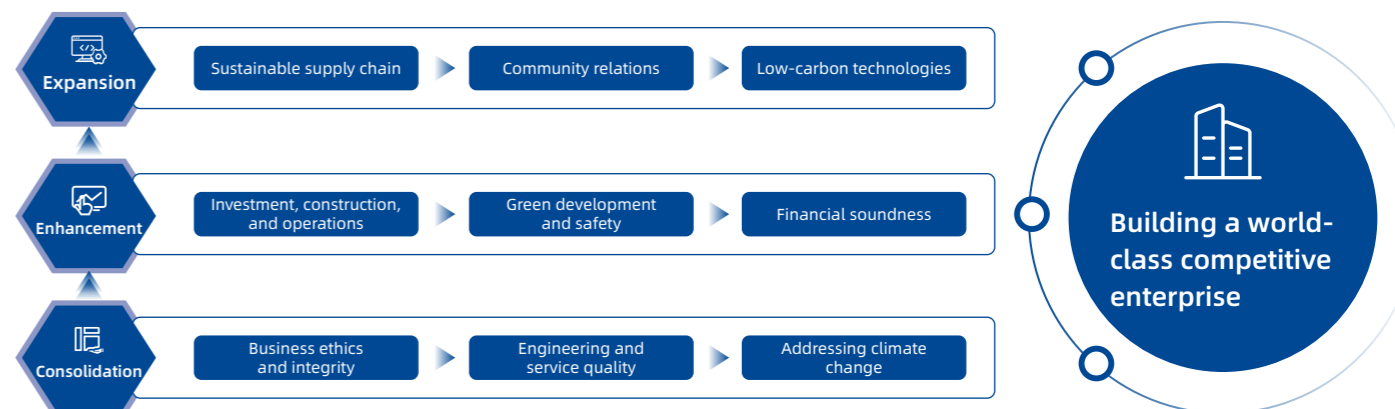 Expansion
Sustainable supply chain
Community relations
Low-carbon technologies
Enhancement
Investment, construction,
and operations
Green development
and safety
Financial soundness
Consolidation
Business ethics
and integrity
Engineering and
service quality
Addressing climate
change
Building a world-
class competitive
enterprise